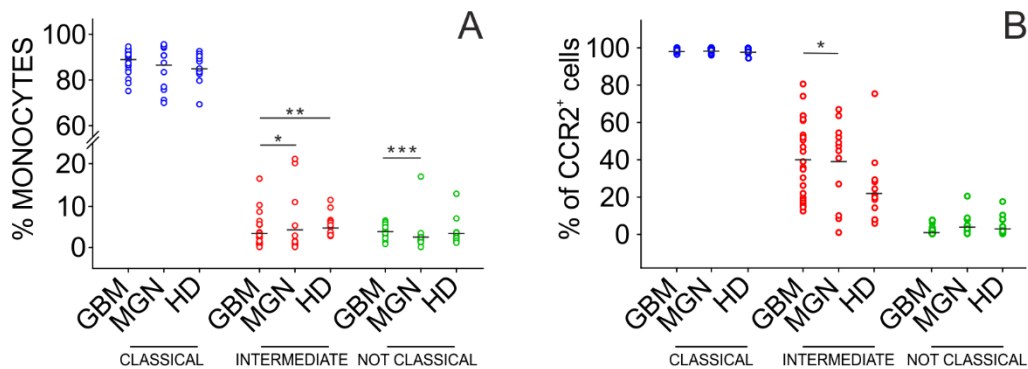 A
% MONOCYTES
100
80
60
20
10
0
**
*
***
GBM
MGN
HD
GBM
MGN
HD
GBM
MGN
HD
CLASSICAL
INTERMEDIATE
NOT CLASSICAL
B
% of CCR2+ cells
100
80
60
40
20
0
*
GBM
MGN
HD
GBM
MGN
HD
GBM
MGN
HD
CLASSICAL
INTERMEDIATE
NOT CLASSICAL